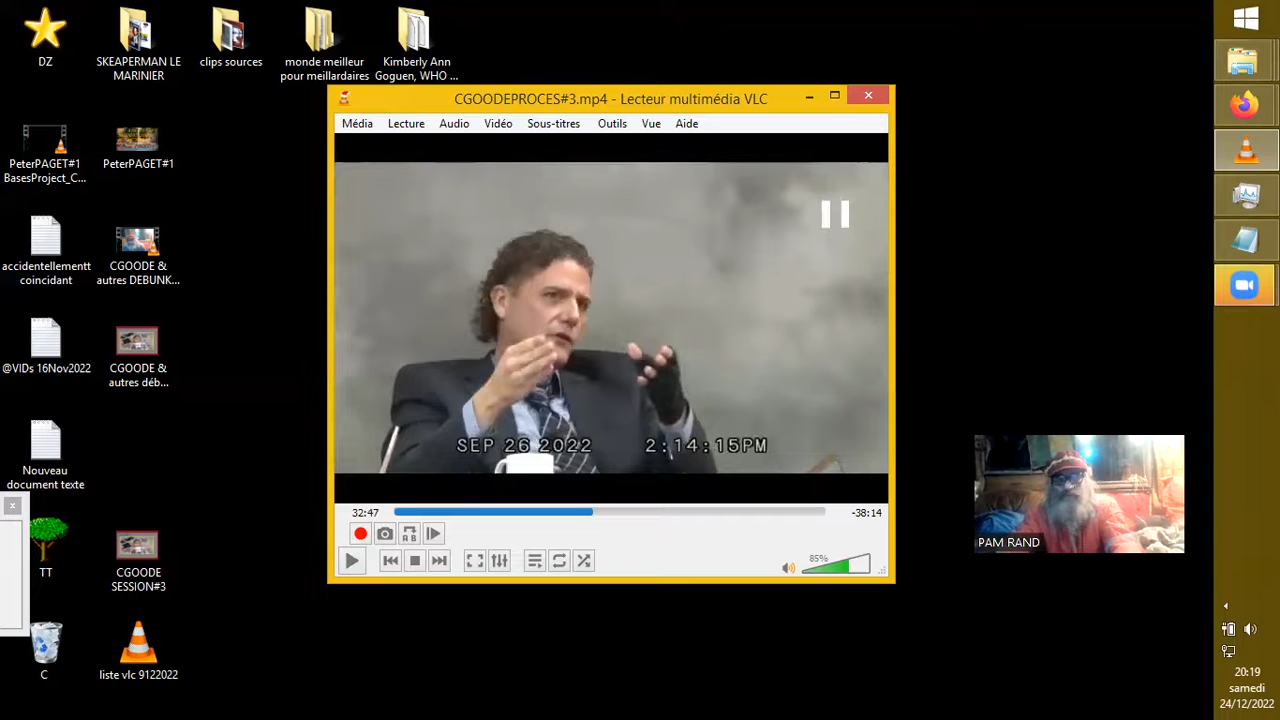 DZ
SKEAPERMAN LE
MARINIER
clips sources
monde meilleur
pour meillardaires
Kimberly Ann
Goguen, WHO ...
CGOODEPROCES#3.mp4 - Lecteur multimédia VLC
Média Lecture Audio Vidéo Sous-titres Outils Vue Aide
PeterPAGET#1
BasesProject_C...
PeterPAGET#1
accidentellementt
coincidant
CGOODE &
autres DEBUNK...
@VIDs 16Nov2022
CGOODE &
autres déb...
Nouveau
document texte
SEP 26 2022 2:14:15PM
32:47 -38:14
85%
TT
CGOODE
SESSION#3
C
liste vlc 9122022
PAM RAND
20:19
samedi
24/12/2022